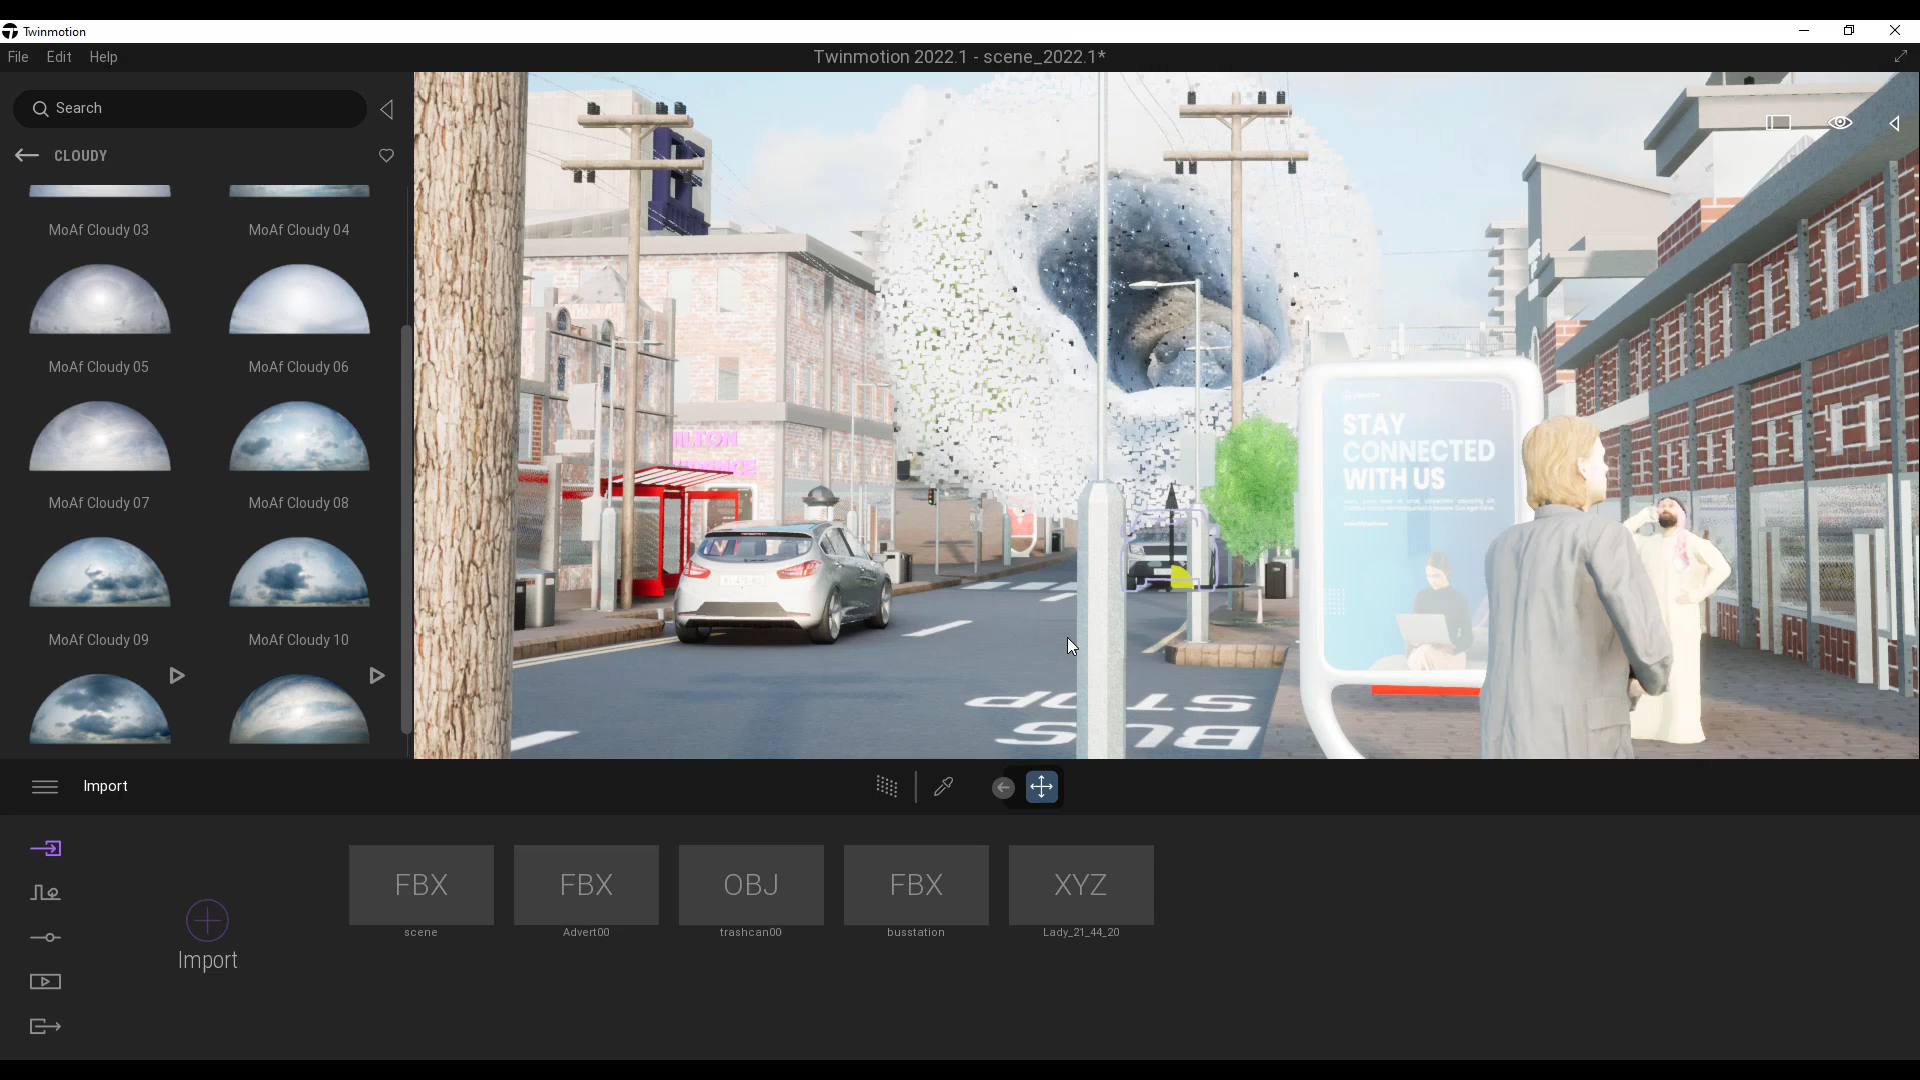 Twinmotion
File Edit Help
Twinmotion 2022.1 - scene_2022.1*
Search
CLOUDY
MoAf Cloudy 03
MoAf Cloudy 04
MoAf Cloudy 05
MoAf Cloudy 06
MoAf Cloudy 07
MoAf Cloudy 08
MoAf Cloudy 09
MoAf Cloudy 10
ILTON
STAY
CONNECTED
WITH US
STOP
BUS
Import
Import
FBX
scene
FBX
Advert00
OBJ
trashcan00
FBX
busstation
XYZ
Lady_21_44_20